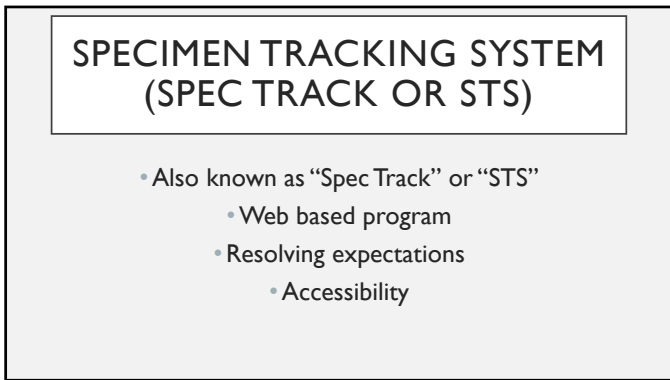 SPECIMEN TRACKING SYSTEM
(SPEC TRACK OR STS)
• Also known as “Spec Track” or “STS”
• Web based program
• Resolving expectations
• Accessibility